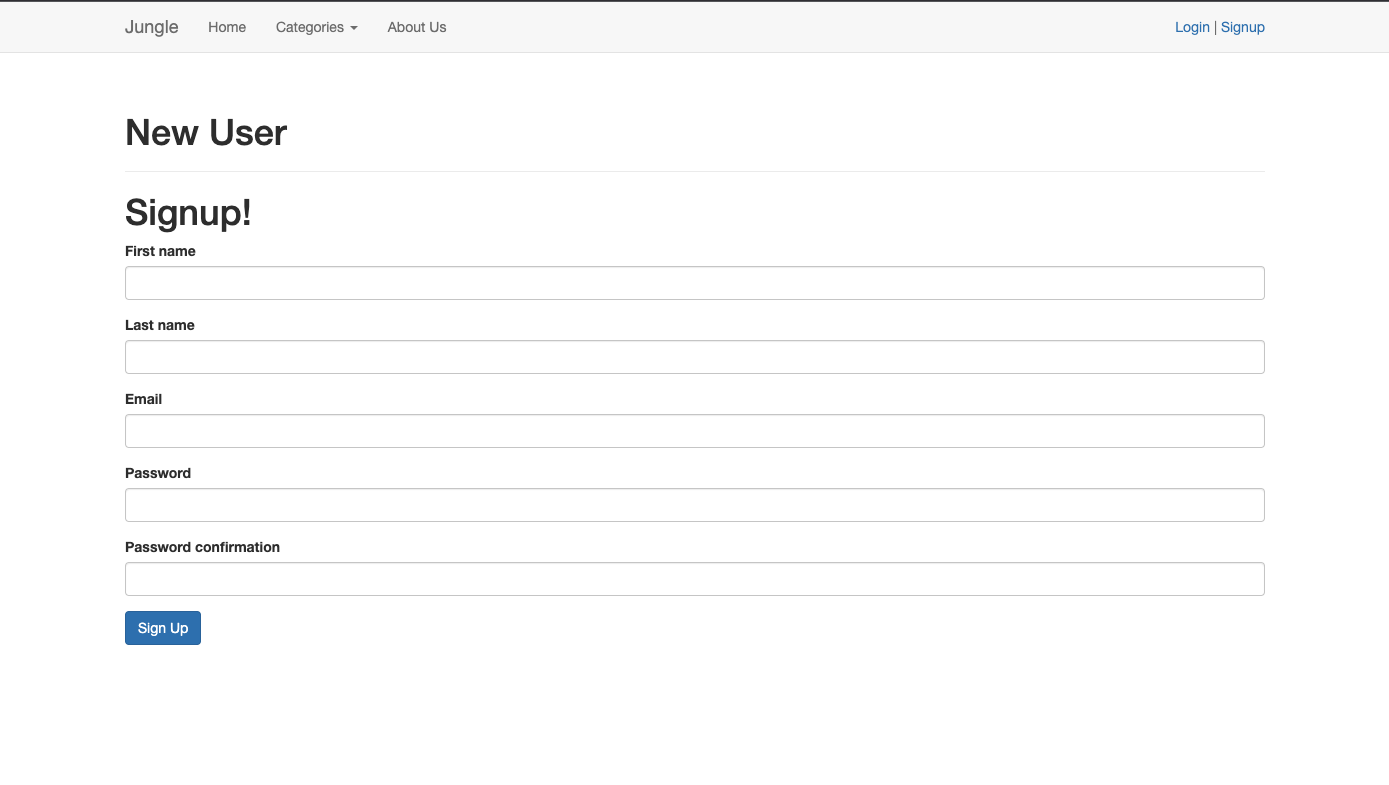 Jungle Home Categories About Us Login | Signup
New User
Signup!
First name
Last name
Email
Password
Password confirmation
Sign Up